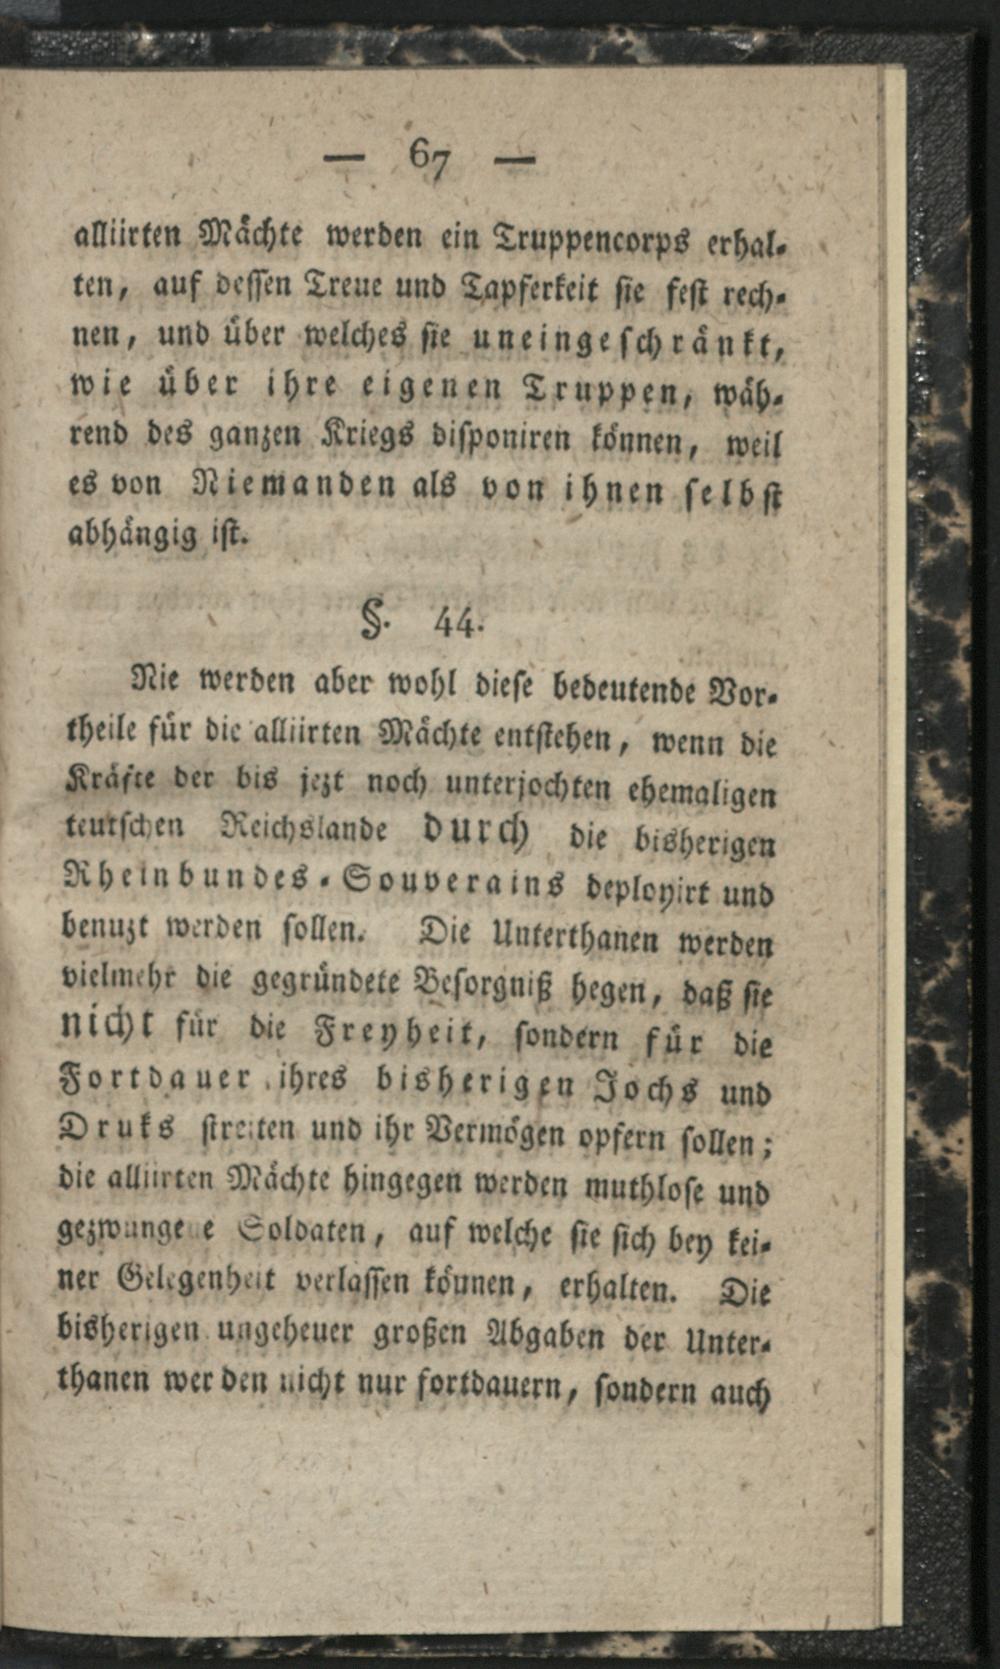 — 67 —
alliirten Mächte werden ein Truppencorps erhal-
ten, auf dessen Treue und Tapferkeit sie fest rech-
nen, und über welches sie uneingeschränkt,
wie über ihre eigenen Truppen, wäh-
rend des ganzen Kriegs disponiren können, weil
es von Niemanden als von ihnen selbst
abhängig ist.
§. 44.
Nie werden aber wohl diese bedeutende Vor-
theile für die alliirten Mächte entstehen, wenn die
Kräfte der bis jezt noch unterjochten ehemaligen
teutschen Reichslande durch die bisherigen
Rheinbundes-Souverains deployirt und
benuzt werden sollen. Die Unterthanen werden
vielmehr die gegründete Besorgniß hegen, daß sie
nicht für die Freyheit, sondern für die
Fortdauer ihres bisherigen Jochs und
Druks streiten und ihr Vermögen opfern sollen;
die alliirten Mächte hingegen werden muthlose und
gezwungene Soldaten, auf welche sie sich bey kei-
ner Gelegenheit verlassen können, erhalten. Die
bisherigen ungeheuer großen Abgaben der Unter-
thanen werden nicht nur fortdauern, sondern auch